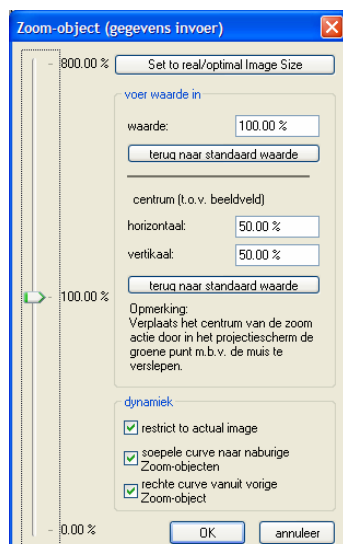 Zoom-object (gegevens invoer)
800.00 %
Set to real/optimal Image Size
voer waarde in
waarde:
100.00 %
terug naar standaard waarde
centrum (t.o.v. beeldveld)
horizontaal:
50.00 %
vertikaal:
50.00 %
terug naar standaard waarde
100.00 %
Opmerking:
Verplaats het centrum van de zoom
actie door in het projectiescherm de
groene punt m.b.v. de muis te
verslepen.
dynamiek
restrict to actual image
soepele curve naar naburige
Zoom-objecten
rechte curve vanuit vorige
Zoom-object
0.00 %
OK
annuleer